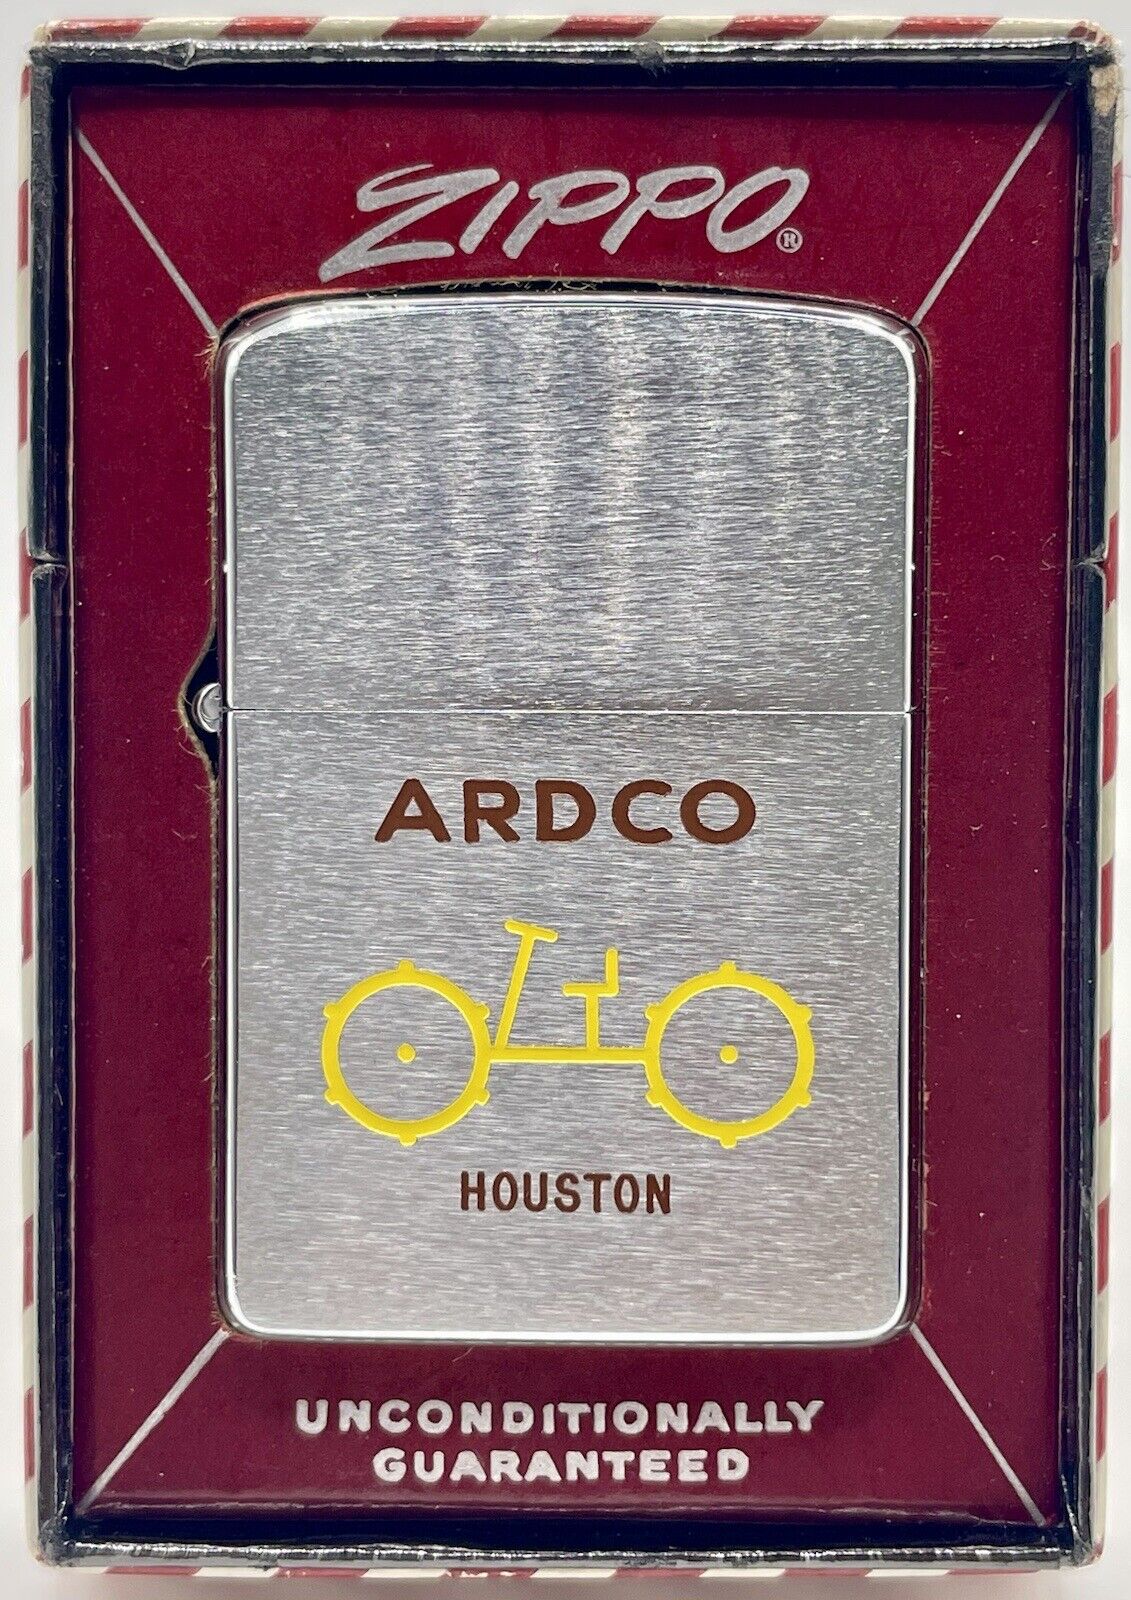 ZIPPO®
ARDCO
HOUSTON
UNCONDITIONALLY
GUARANTEED